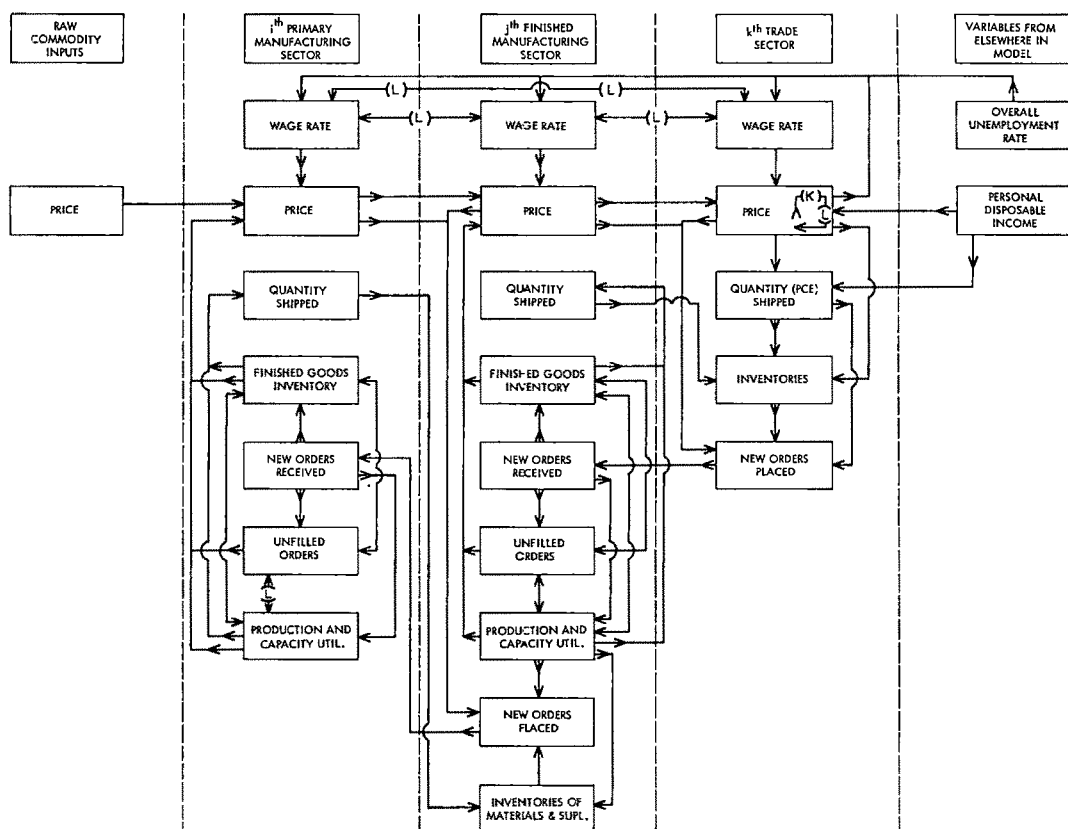 RAW
COMMODITY
INPUTS
i th PRIMARY
MANUFACTURING
SECTOR
j th FINISHED
MANUFACTURING
SECTOR
k th TRADE
SECTOR
VARIABLES FROM
ELSEWHERE IN
MODEL
(L)
(L)
WAGE RATE
(L)
WAGE RATE
(L)
WAGE RATE
OVERALL
UNEMPLOYMENT
RATE
PRICE
PRICE
PRICE
PRICE
(K)
L
PERSONAL
DISPOSABLE
INCOME
QUANTITY
SHIPPED
QUANTITY
SHIPPED
QUANTITY (PCE)
SHIPPED
FINISHED GOODS
INVENTORY
FINISHED GOODS
INVENTORY
INVENTORIES
NEW ORDERS
RECEIVED
NEW ORDERS
RECEIVED
NEW ORDERS
PLACED
UNFILLED
ORDERS
UNFILLED
ORDERS
(L)
PRODUCTION AND
CAPACITY UTIL.
PRODUCTION AND
CAPACITY UTIL.
NEW ORDERS
PLACED
INVENTORIES OF
MATERIALS & SUPL.